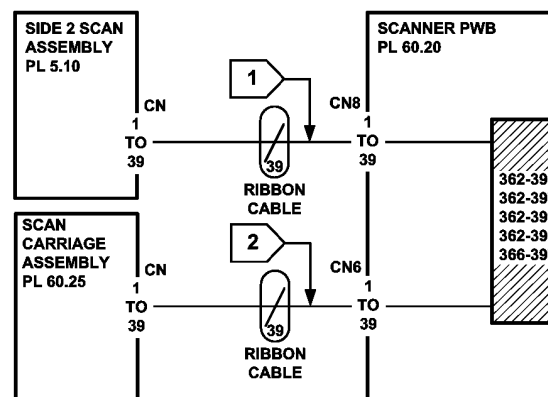 SIDE 2 SCAN
ASSEMBLY
PL 5.10
CN
1
TO
39
1
39
RIBBON
CABLE
SCANNER PWB
PL 60.20
CN8
1
TO
39
SCAN
CARRIAGE
ASSEMBLY
PL 60.25
CN
1
TO
39
2
39
RIBBON
CABLE
CN6
1
TO
39
362-39
362-39
362-39
362-39
366-39